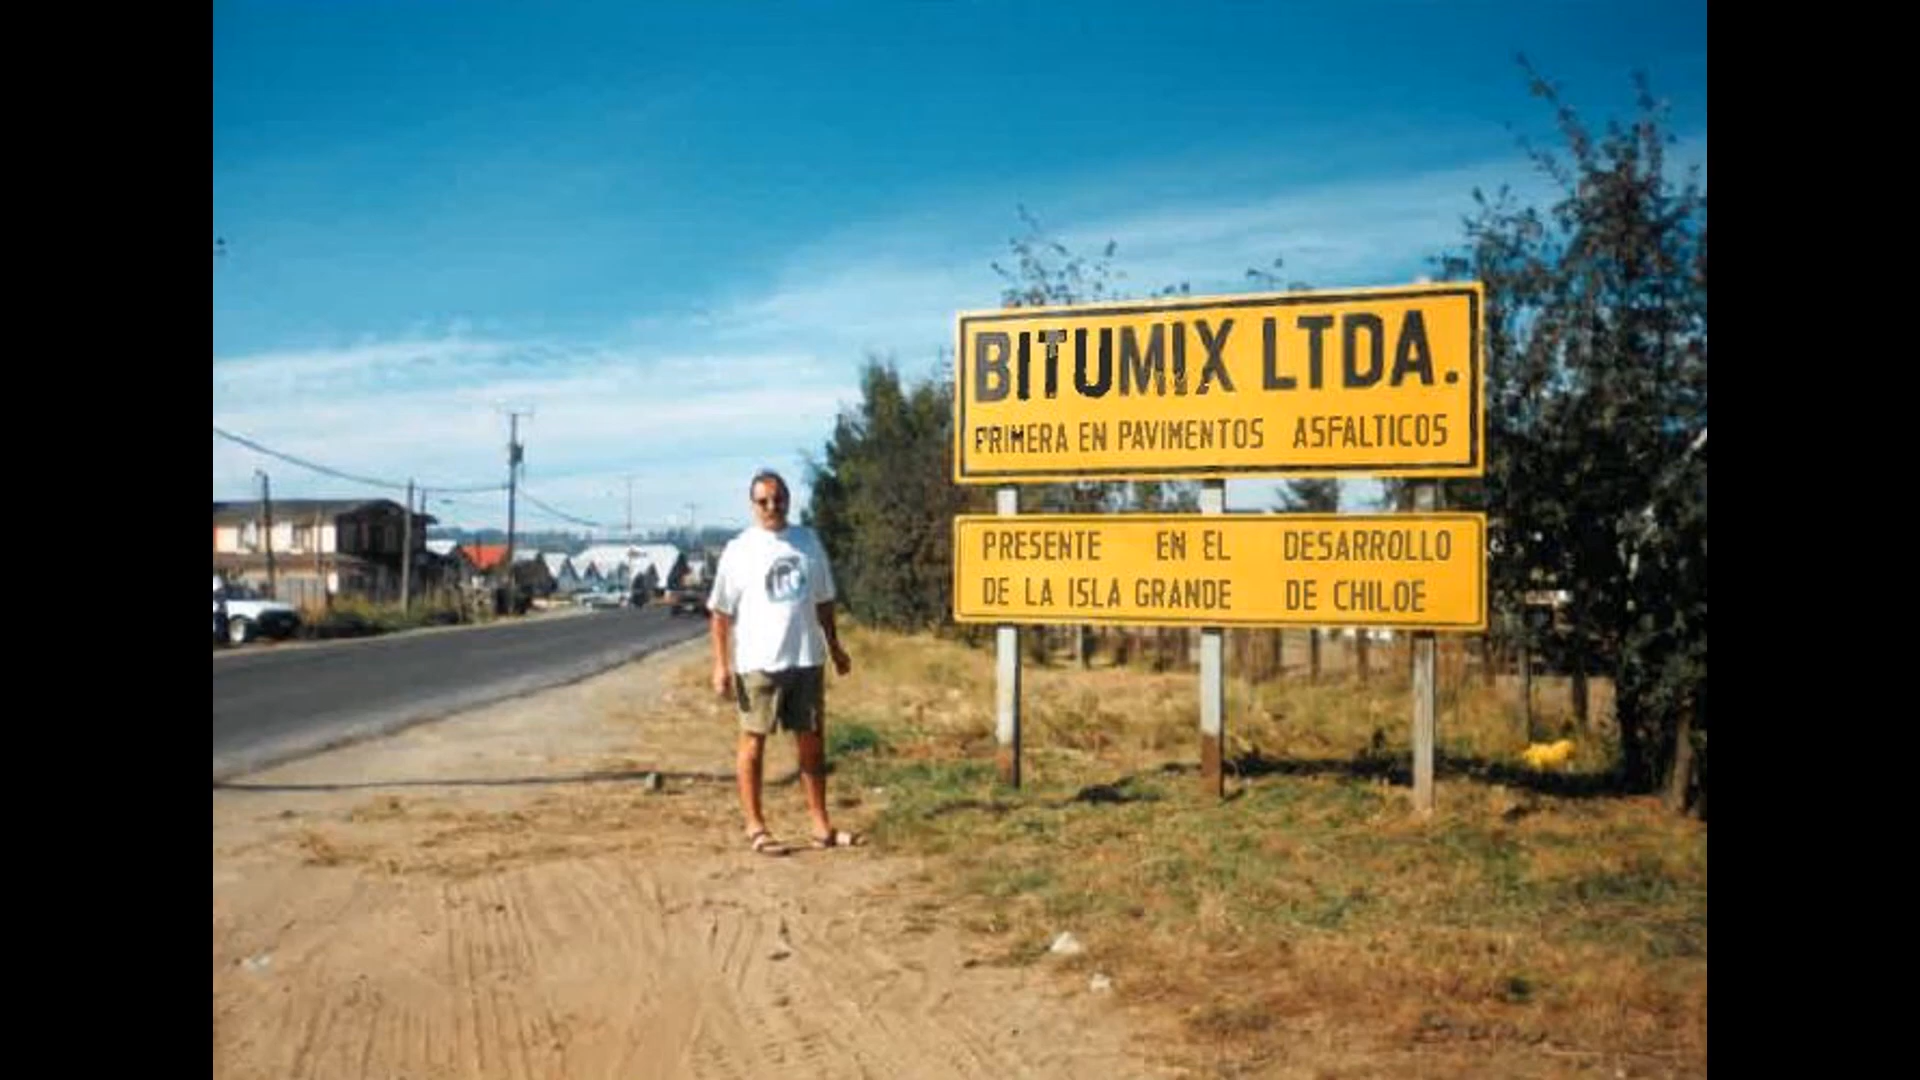 BITUMIX LTDA.
PRIMERA EN PAVIMENTOS ASFALTICOS
PRESENTE EN EL DESARROLLO
DE LA ISLA GRANDE DE CHILOE